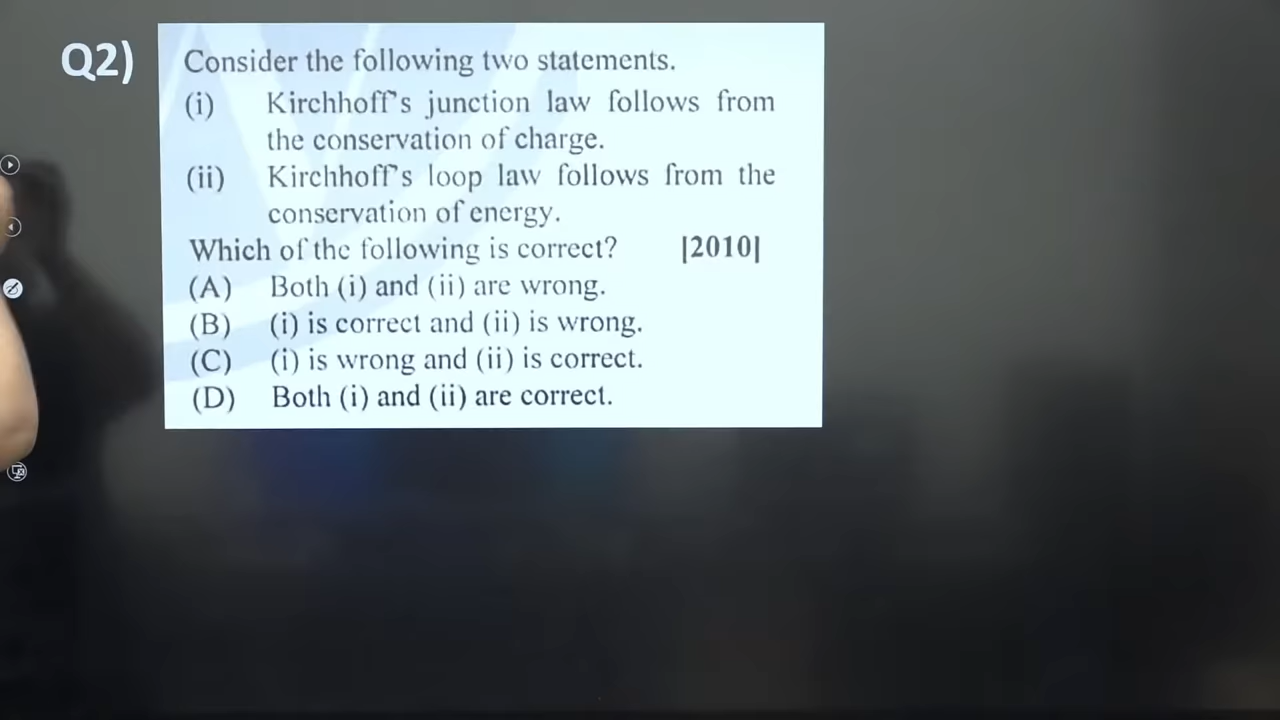 Q2)
Consider the following two statements.
(i) Kirchhoff's junction law follows from
the conservation of charge.
(ii) Kirchhoff's loop law follows from the
conservation of energy.
Which of the following is correct? [2010]
(A) Both (i) and (ii) are wrong.
(B) (i) is correct and (ii) is wrong.
(C) (i) is wrong and (ii) is correct.
(D) Both (i) and (ii) are correct.